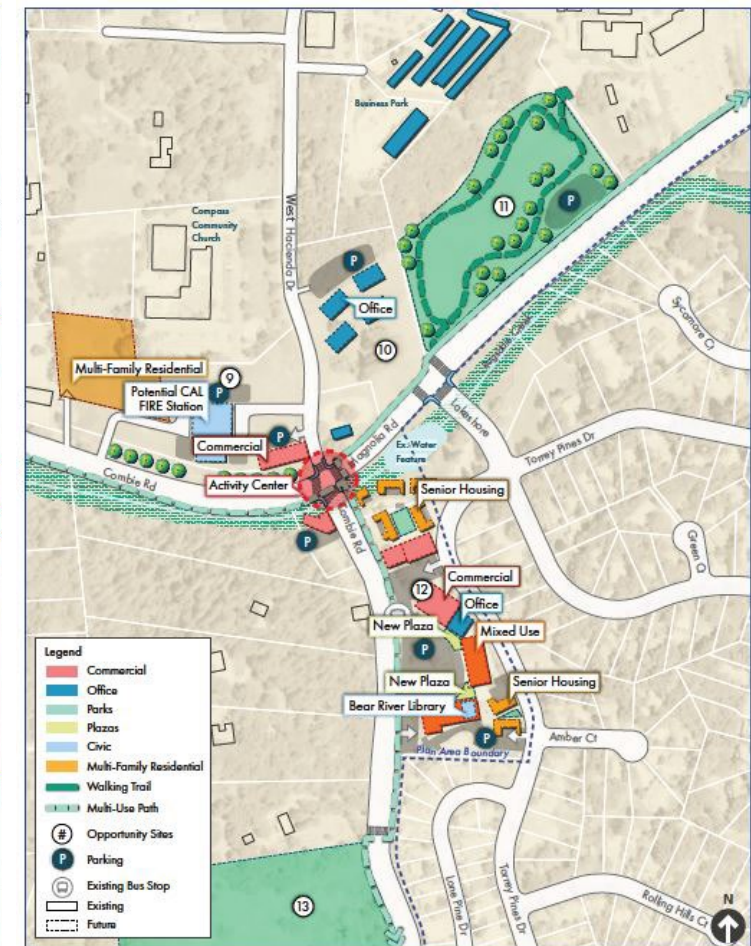 Business Park
Compass
Community
Church
West Hacienda Dr
P
11
P
Office
10
Sycamore Ct
Multi-Family Residential
9
Potential CAL
FIRE Station
P
Commercial
P
Magnolia Rd
Lakeshore
Torrey Pines Dr
Ex. Water
Feature
Combie Rd
Activity Center
Senior Housing
Combie Rd
P
12
Commercial
Office
New Plaza
Mixed Use
P
New Plaza
Senior Housing
Bear River Library
P
Amber Ct
Plan Area Boundary
Legend
Commercial
Office
Parks
Plazas
Civic
Multi-Family Residential
Walking Trail
Multi-Use Path
# Opportunity Sites
P Parking
Existing Bus Stop
Existing
Future
13
Lone Pine Dr
Torrey Pines Dr
Rolling Hills Ct
N